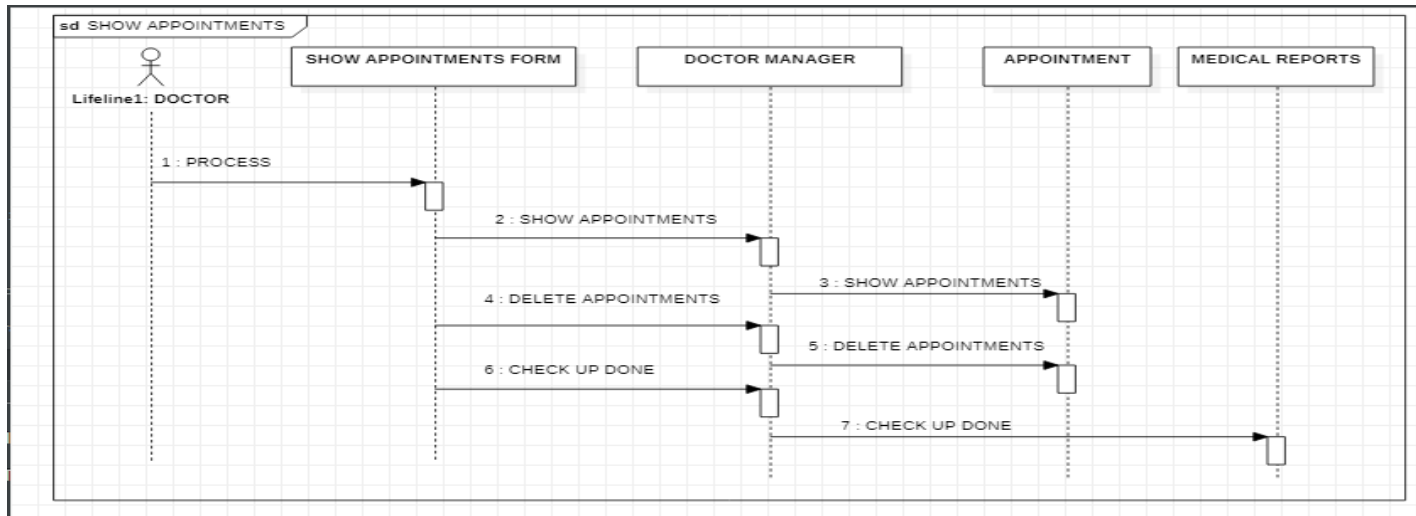 sd SHOW APPOINTMENTS
Lifeline1: DOCTOR
SHOW APPOINTMENTS FORM
DOCTOR MANAGER
APPOINTMENT
MEDICAL REPORTS
1 : PROCESS
2 : SHOW APPOINTMENTS
3 : SHOW APPOINTMENTS
4 : DELETE APPOINTMENTS
5 : DELETE APPOINTMENTS
6 : CHECK UP DONE
7 : CHECK UP DONE